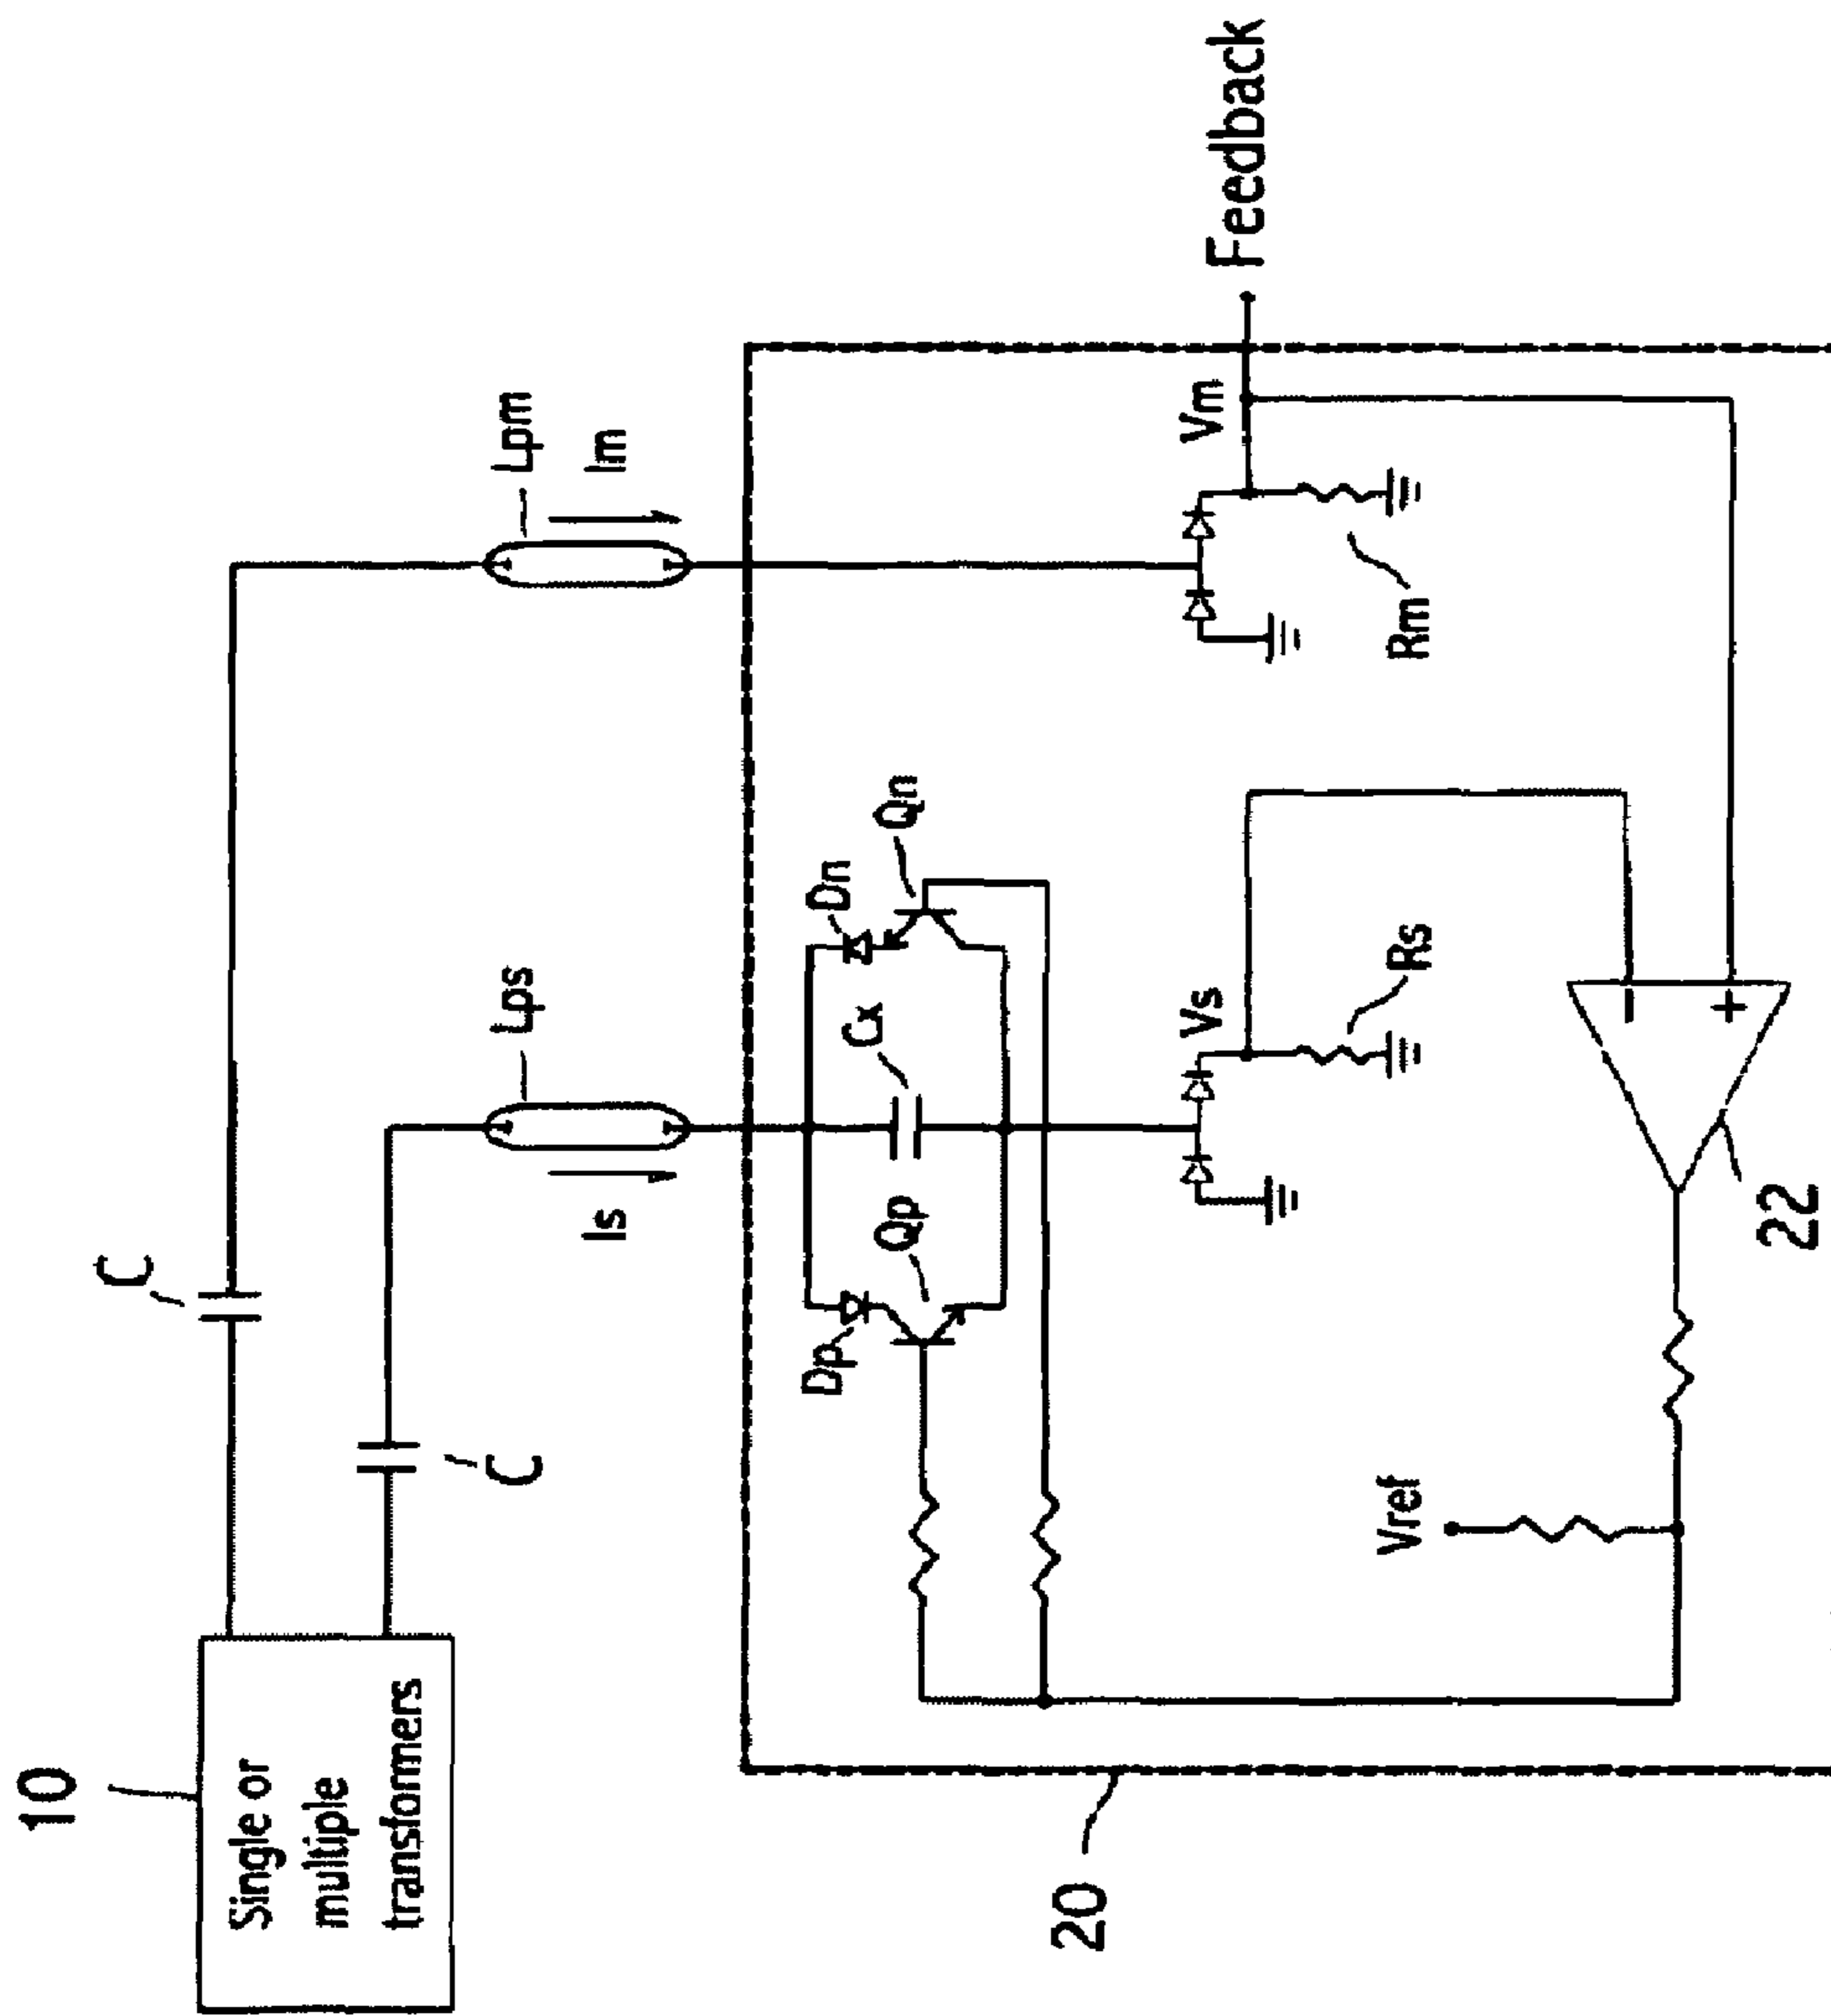 10
Single or
multiple
transformers
C
C
Lps
Is
Lpm
Im
Dp
Qp
Cx
Dn
Qn
Vs
Rs
Vm
Rm
Feedback
Vref
22
20